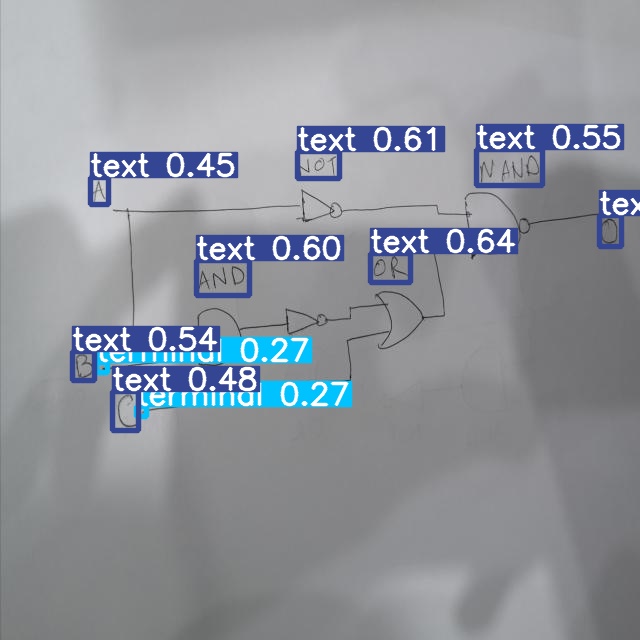 text 0.45
A
text 0.61
NOT
text 0.55
NAND
tex
text 0.60
AND
text 0.64
OR
text 0.54
B
terminal 0.27
text 0.48
C
terminal 0.27